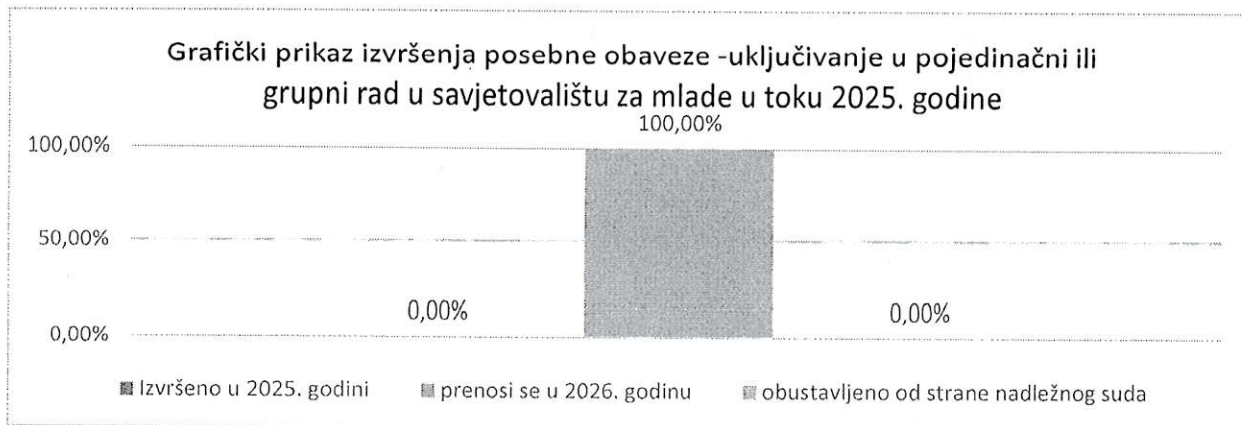 Grafički prikaz izvršenja posebne obaveze -uključivanje u pojedinačni ili
grupni rad u savjetovalištu za mlade u toku 2025. godine
100,00%
100,00%
50,00%
0,00%
0,00%
0,00%
Izvršeno u 2025. godini
prenosi se u 2026. godinu
obustavljeno od strane nadležnog suda